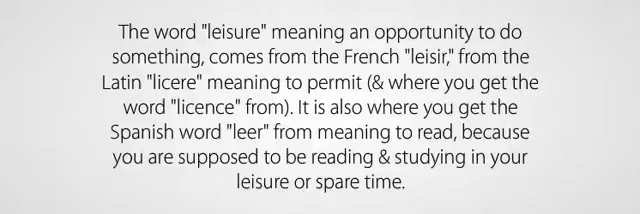 The word "leisure" meaning an opportunity to do
something, comes from the French "leisir," from the
Latin "licere" meaning to permit (& where you get the
word "licence" from). It is also where you get the
Spanish word "leer" from meaning to read, because
you are supposed to be reading & studying in your
leisure or spare time.